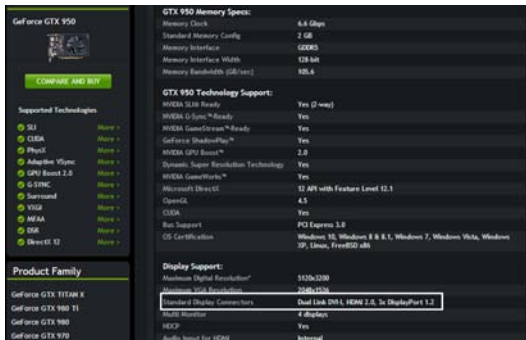 GeForce GTX 950
COMPARE AND BUY
Supported Technologies
SLI More >
CUDA More >
PhysX More >
Adaptive VSync More >
GPU Boost 2.0 More >
G-SYNC More >
Surround More >
VXGI More >
MFAA More >
DSR More >
DirectX 12 More >
Product Family
GeForce GTX TITAN X
GeForce GTX 980 Ti
GeForce GTX 980
GeForce GTX 970
GTX 950 Memory Specs:
Memory Clock 6.6 Gbps
Standard Memory Config 2 GB
Memory Interface GDDR5
Memory Interface Width 128-bit
Memory Bandwidth (GB/sec) 105.6
GTX 950 Technology Support:
NVIDIA SLI® Ready Yes (2-way)
NVIDIA G-Sync™-Ready Yes
NVIDIA GameStream™-Ready Yes
GeForce ShadowPlay™ Yes
NVIDIA GPU Boost™ 2.0
Dynamic Super Resolution Technology Yes
NVIDIA GameWorks™ Yes
Microsoft DirectX 12 API with Feature Level 12.1
OpenGL 4.5
CUDA Yes
Bus Support PCI Express 3.0
OS Certification Windows 10, Windows 8 & 8.1, Windows 7, Windows Vista, Windows
XP, Linux, FreeBSD x86
Display Support:
Maximum Digital Resolution* 5120x3200
Maximum VGA Resolution 2048x1536
Standard Display Connectors Dual Link DVI-I, HDMI 2.0, 3x DisplayPort 1.2
Multi Monitor 4 displays
HDCP Yes
Audio Input for HDMI Internal